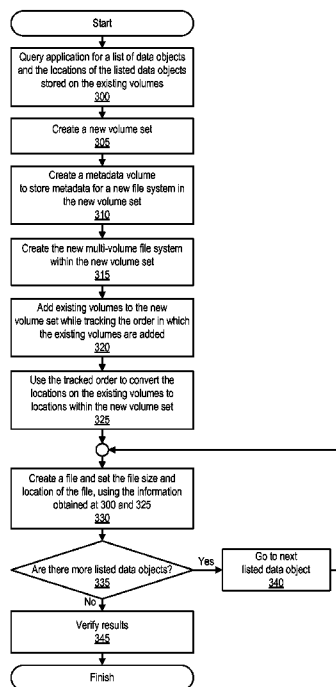 Start
Query application for a list of data objects
and the locations of the listed data objects
stored on the existing volumes
300
Create a new volume set
305
Create a metadata volume
to store metadata for a new file system in
the new volume set
310
Create the new multi-volume file system
within the new volume set
315
Add existing volumes to the new
volume set while tracking the order in which
the existing volumes are added
320
Use the tracked order to convert the
locations on the existing volumes to
locations within the new volume set
325
Create a file and set the file size and
location of the file, using the information
obtained at 300 and 325
330
Are there more listed data objects?
335
Yes
Go to next
listed data object
340
No
Verify results
345
Finish